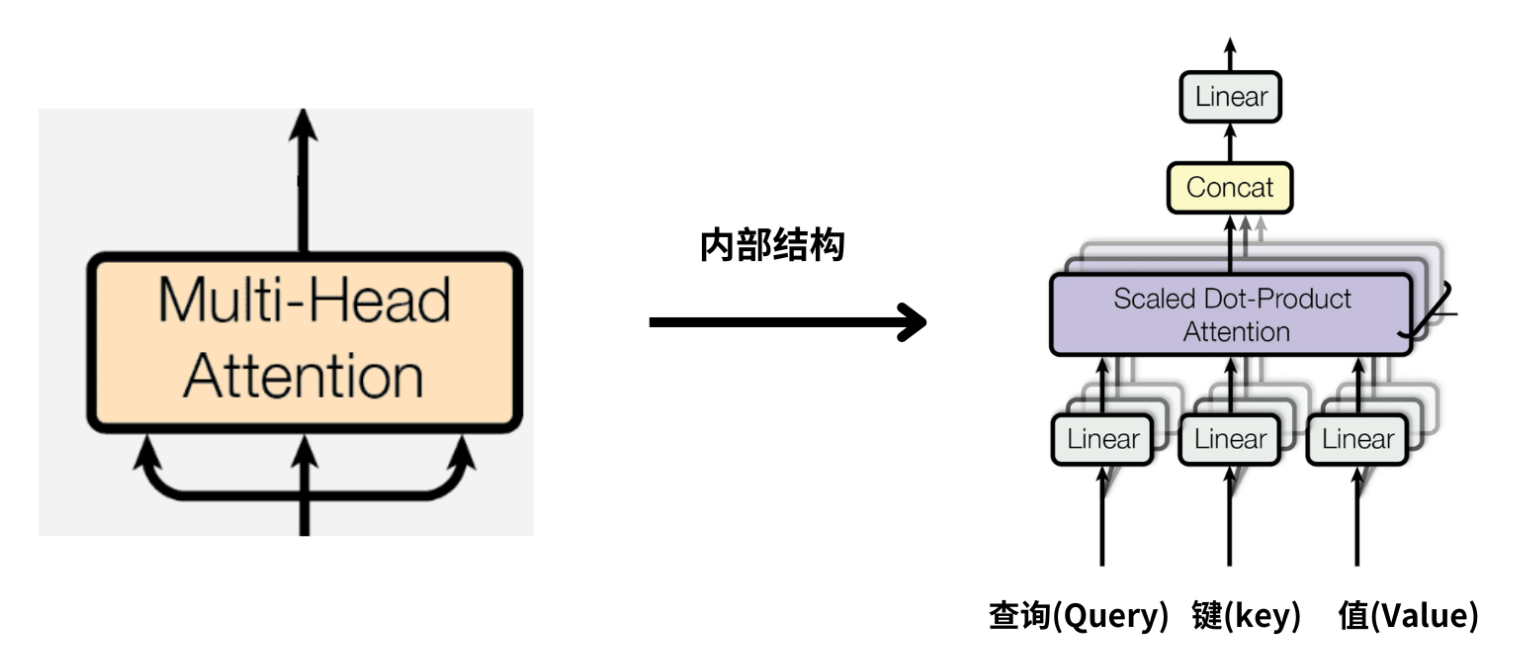 Multi-Head
Attention
内部结构
Linear
Concat
Scaled Dot-Product
Attention
Linear Linear Linear
查询(Query) 键(key) 值(Value)